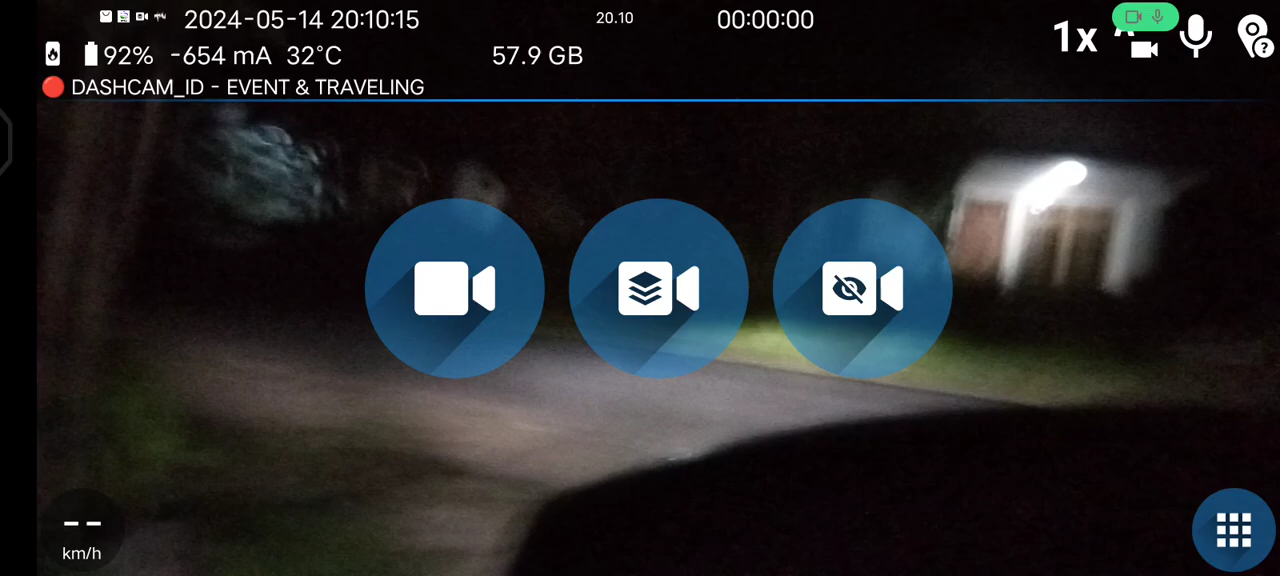 2024-05-14 20:10:15
20.10
00:00:00
92% -654 mA 32°C
57.9 GB
1x
A
?
🔴 DASHCAM_ID - EVENT & TRAVELING
-- km/h